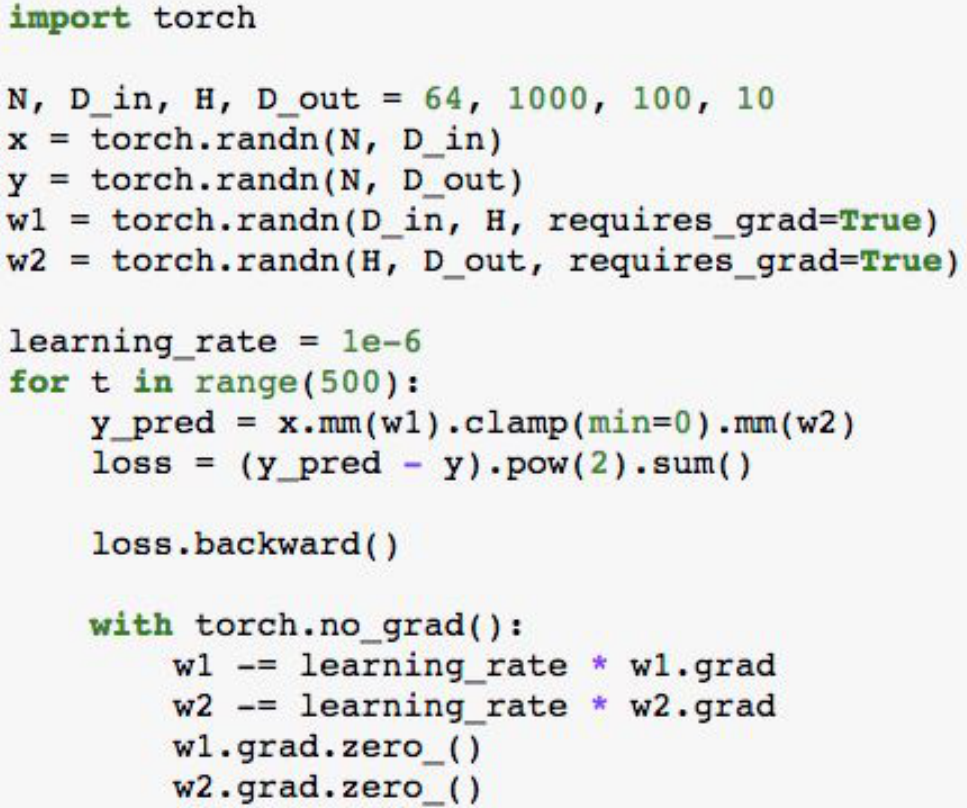 import torch

N, D_in, H, D_out = 64, 1000, 100, 10
x = torch.randn(N, D_in)
y = torch.randn(N, D_out)
w1 = torch.randn(D_in, H, requires_grad=True)
w2 = torch.randn(H, D_out, requires_grad=True)

learning_rate = 1e-6
for t in range(500):
    y_pred = x.mm(w1).clamp(min=0).mm(w2)
    loss = (y_pred - y).pow(2).sum()

    loss.backward()

    with torch.no_grad():
        w1 -= learning_rate * w1.grad
        w2 -= learning_rate * w2.grad
        w1.grad.zero_()
        w2.grad.zero_()